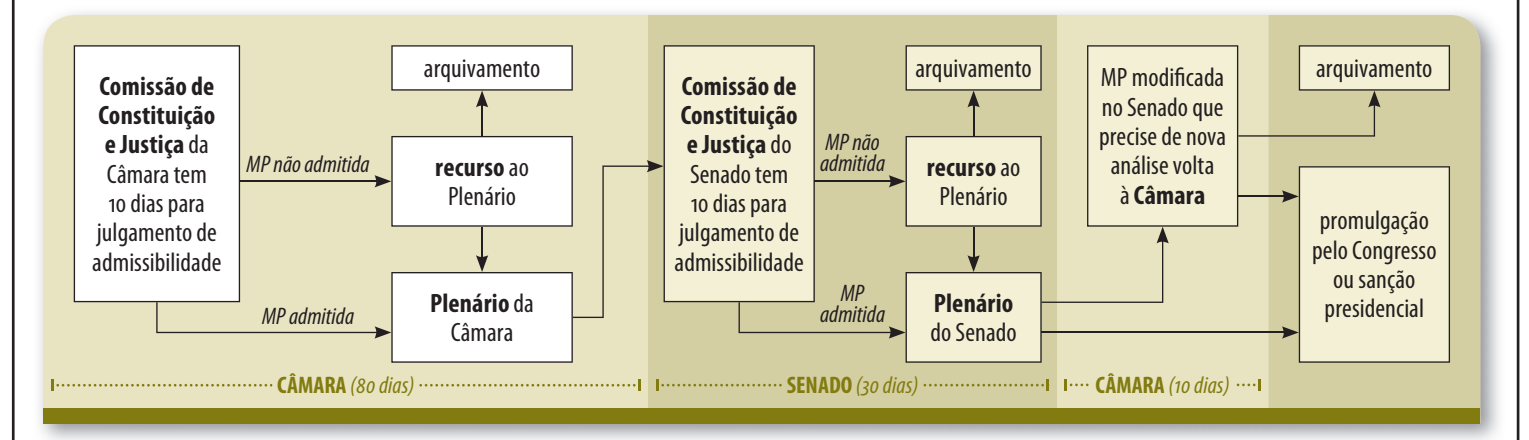 Comissão de
Constituição
e Justiça da
Câmara tem
10 dias para
julgamento de
admissibilidade
MP não admitida
MP admitida
arquivamento
recurso ao
Plenário
Plenário da
Câmara
Comissão de
Constituição
e Justiça do
Senado tem
10 dias para
julgamento de
admissibilidade
MP não
admitida
MP
admitida
arquivamento
recurso ao
Plenário
Plenário
do Senado
MP modificada
no Senado que
precise de nova
análise volta
à Câmara
arquivamento
promulgação
pelo Congresso
ou sanção
presidencial
CÂMARA (80 dias)
SENADO (30 dias)
CÂMARA (10 dias)